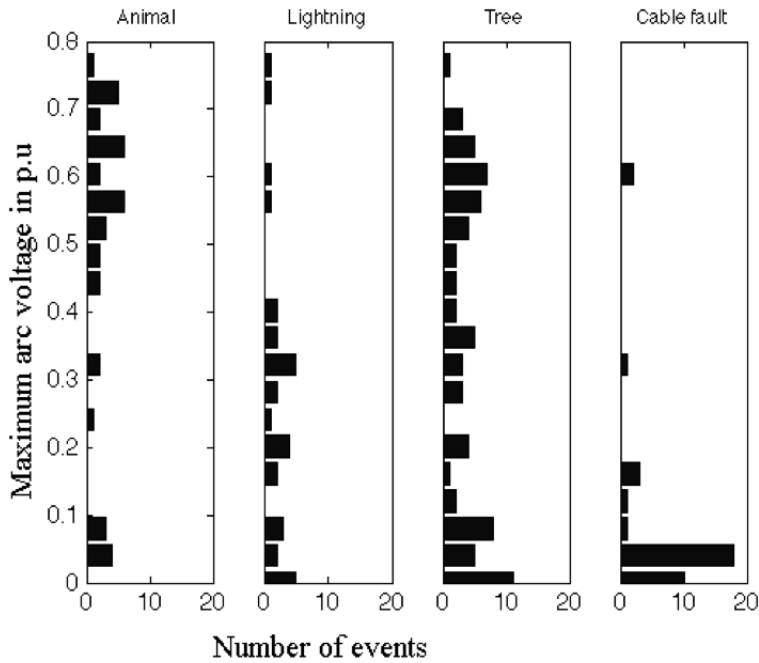 Animal Lightning Tree Cable fault
0.8
0.7
0.6
0.5
0.4
0.3
0.2
0.1
0
Maximum arc voltage in p.u
0 10 20 0 10 20 0 10 20 0 10 20
Number of events